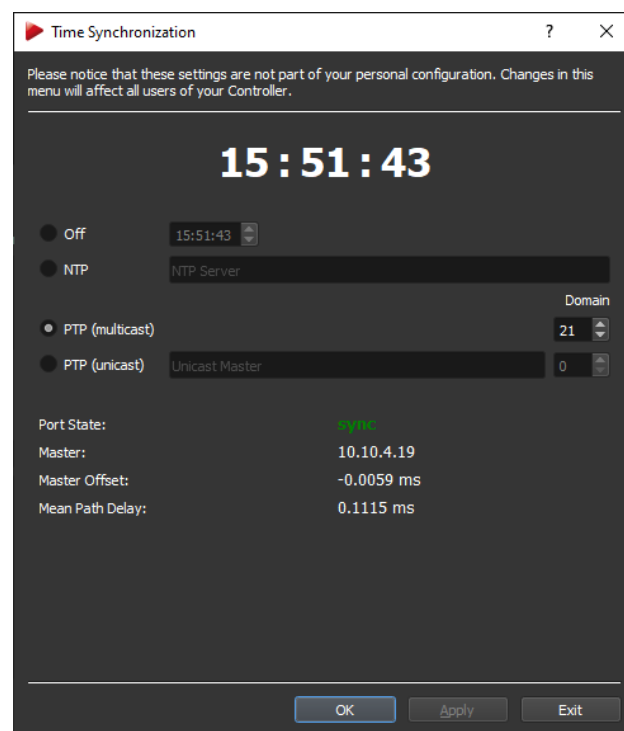 Time Synchronization
Please notice that these settings are not part of your personal configuration. Changes in this
menu will affect all users of your Controller.
15:51:43
Off 15:51:43
NTP NTP Server
Domain
PTP (multicast) 21
PTP (unicast) Unicast Master 0
Port State: sync
Master: 10.10.4.19
Master Offset: -0.0059 ms
Mean Path Delay: 0.1115 ms
OK Apply Exit